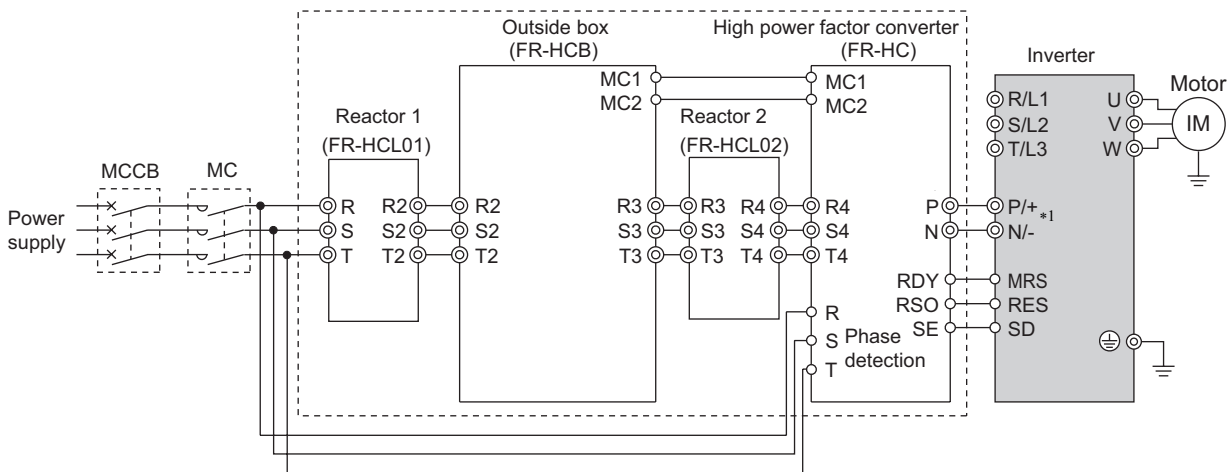 Outside box
(FR-HCB)
High power factor converter
(FR-HC)
Inverter
Motor
Reactor 1
(FR-HCL01)
Reactor 2
(FR-HCL02)
MCCB
MC
Power
supply
MC1
MC2
MC1
MC2
R/L1
S/L2
T/L3
U
V
W
IM
R
S
T
R2
S2
T2
R2
S2
T2
R3
S3
T3
R3
S3
T3
R4
S4
T4
R4
S4
T4
P
N
P/+
N/-
*1
RDY
RSO
SE
MRS
RES
SD
R
S
T
Phase
detection